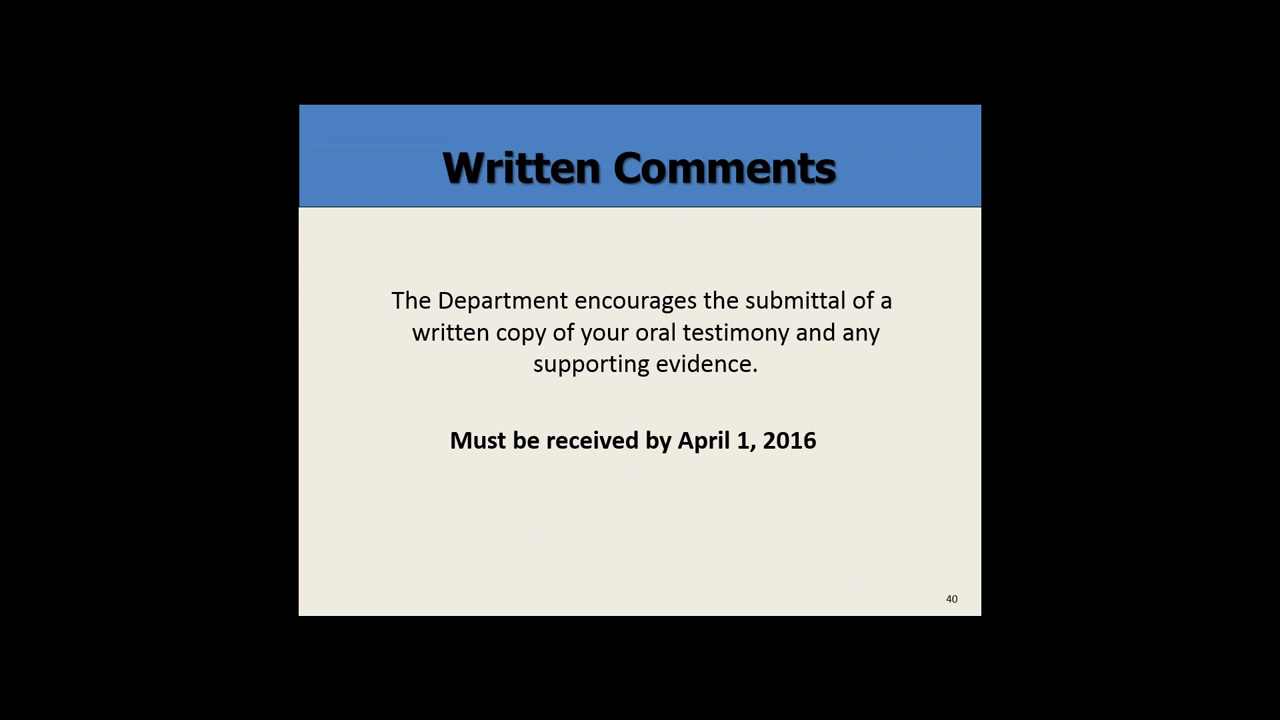 Written Comments
The Department encourages the submittal of a
written copy of your oral testimony and any
supporting evidence.
Must be received by April 1, 2016
40